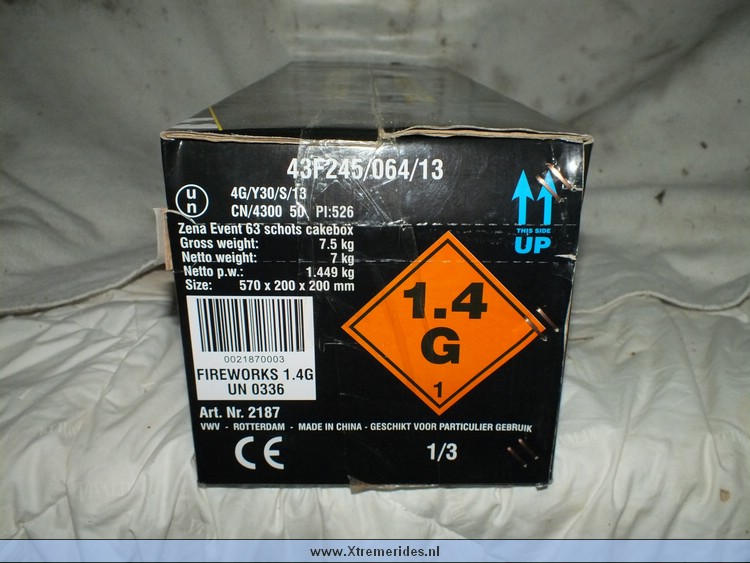 43F245/064/13
un
4G/Y30/S/13
CN/4300 50 PI:526
Zena Event 63 schots cakebox
Gross weight: 7.5 kg
Netto weight: 7 kg
Netto p.w.: 1.449 kg
Size: 570 x 200 x 200 mm
THIS SIDE
UP
1.4
G
1
0021870003
FIREWORKS 1.4G
UN 0336
Art. Nr. 2187
VWV - ROTTERDAM - MADE IN CHINA - GESCHIKT VOOR PARTICULIER GEBRUIK
CE
1/3
www.Xtremerides.nl